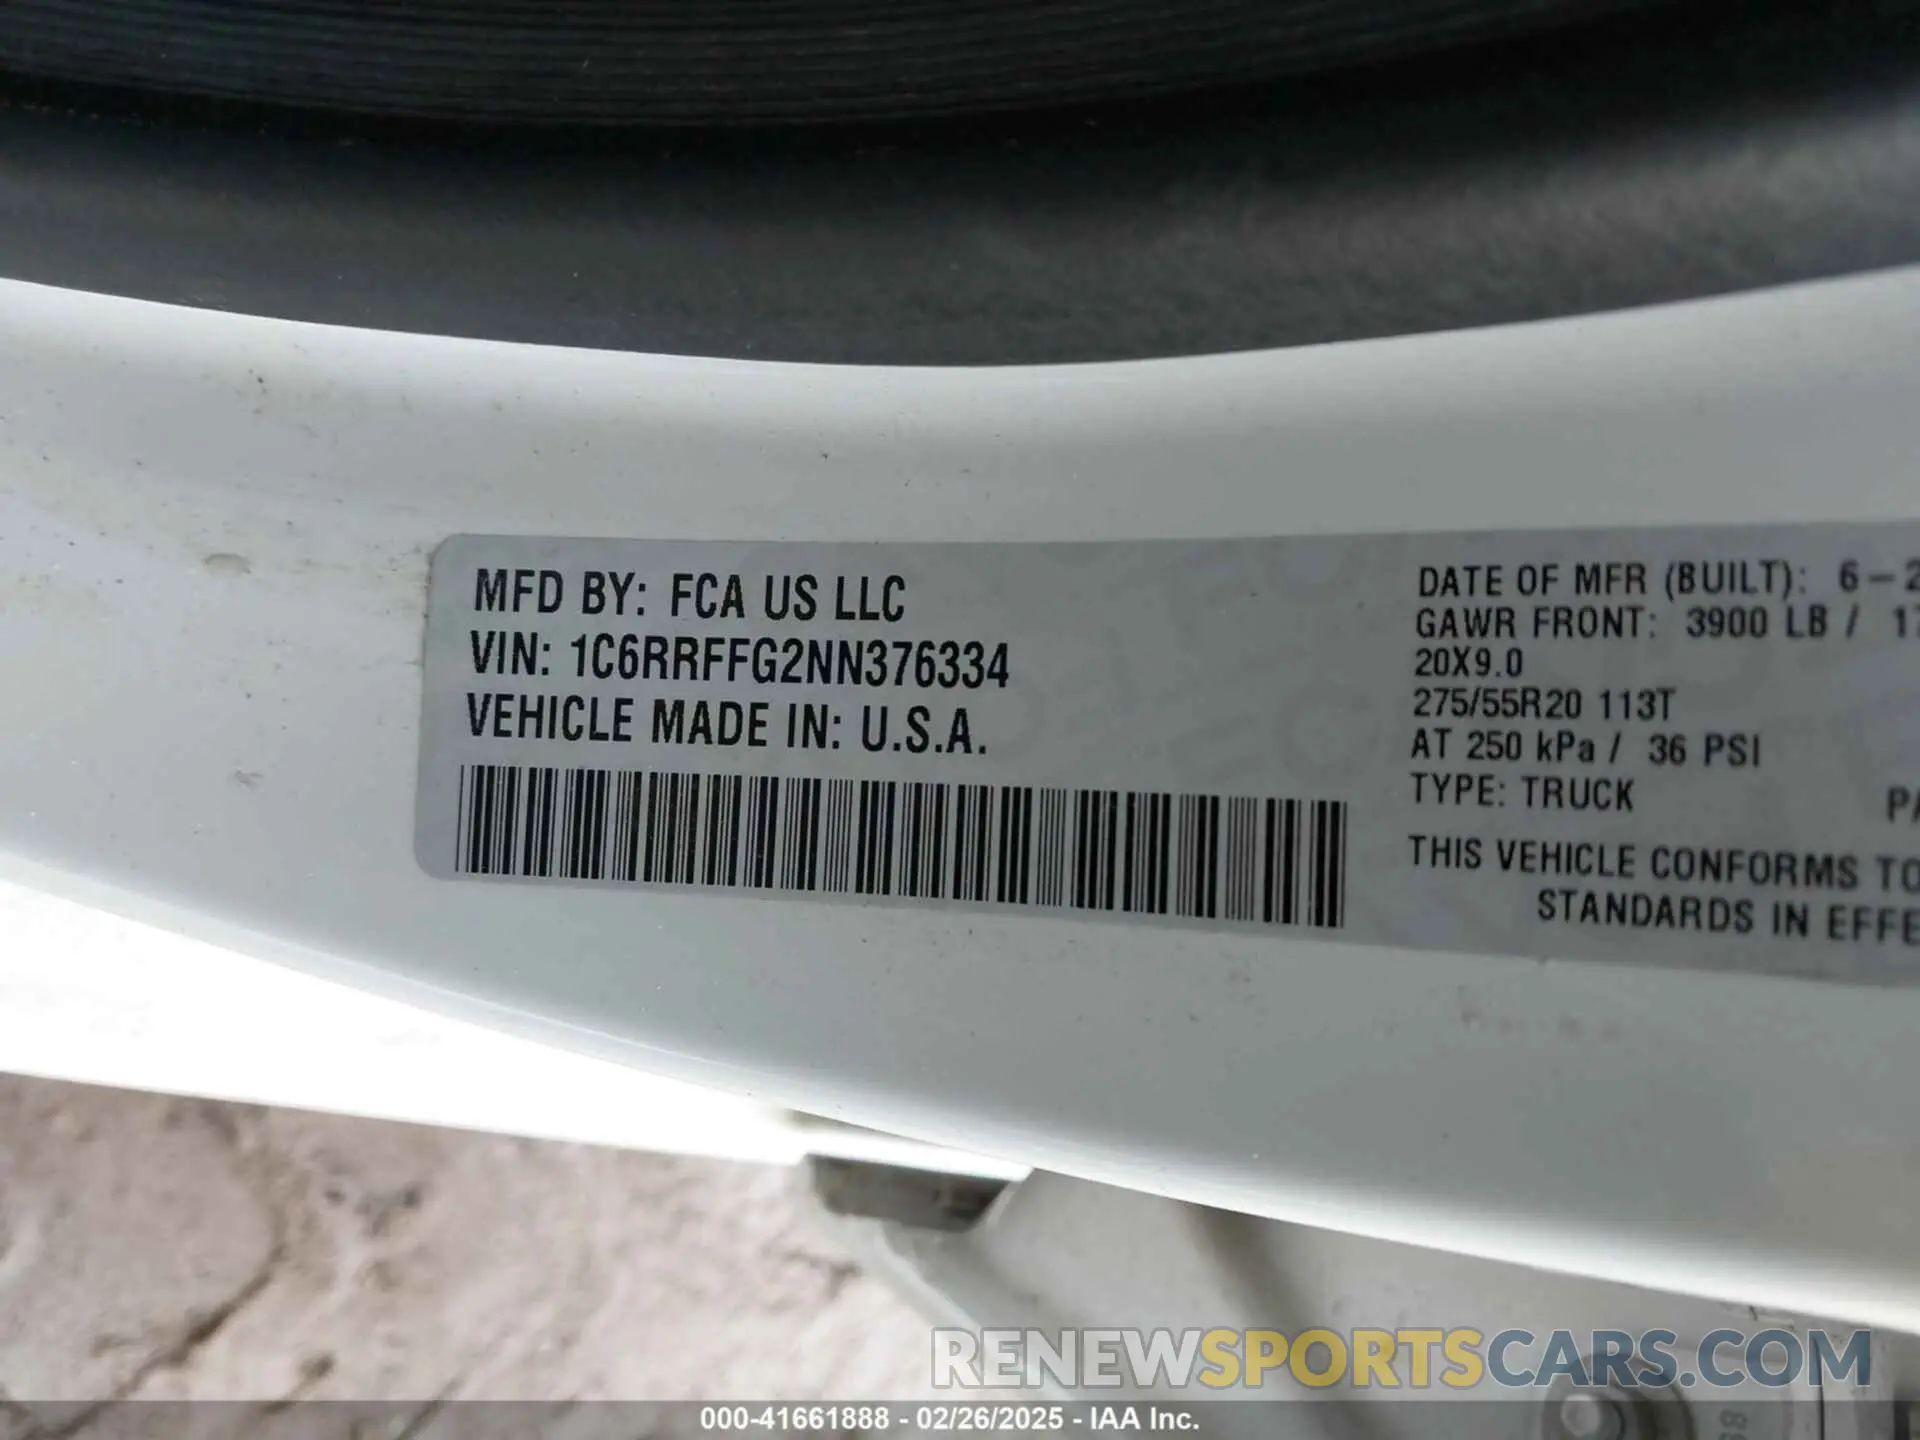 MFD BY: FCA US LLC
VIN: 1C6RRFFG2NN376334
VEHICLE MADE IN: U.S.A.
DATE OF MFR (BUILT): 6-2
GAWR FRONT: 3900 LB / 17
20X9.0
275/55R20 113T
AT 250 kPa / 36 PSI
TYPE: TRUCK
PA
THIS VEHICLE CONFORMS TO
STANDARDS IN EFFE
RENEWSPORTSCARS.COM
000-41661888 - 02/26/2025 - IAA Inc.